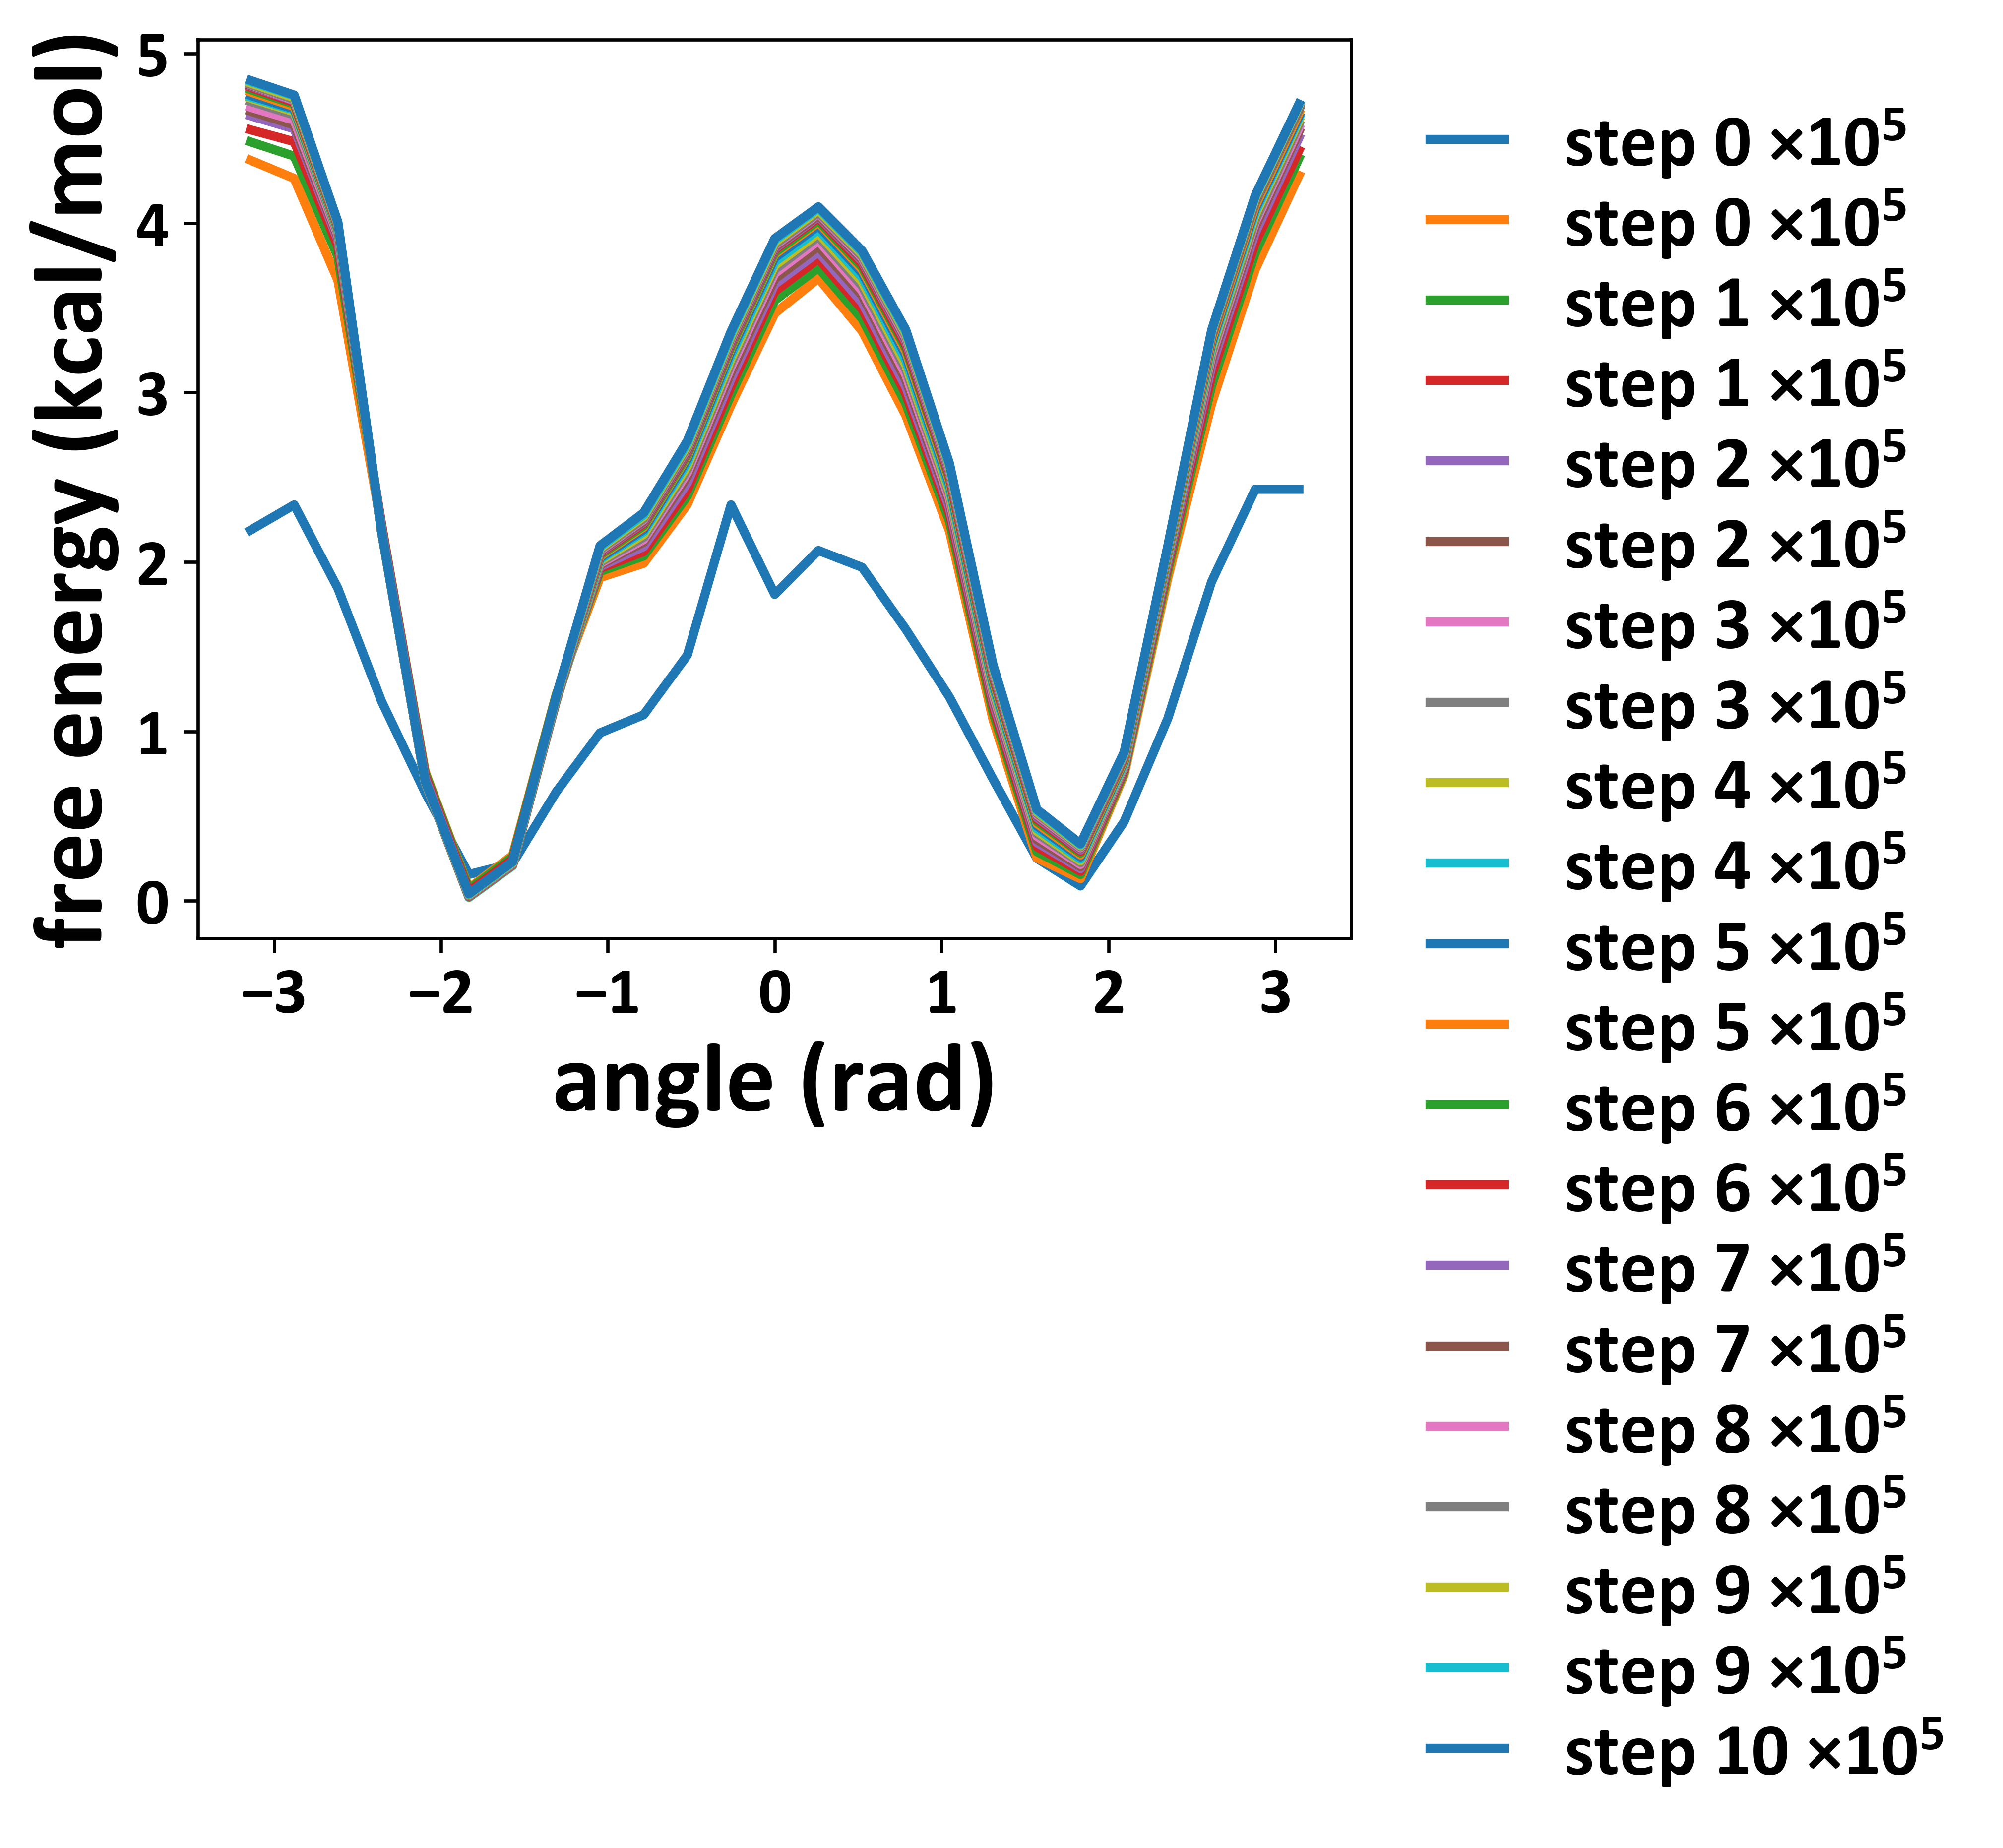 free energy (kcal/mol)
5
4
3
2
1
0
−3 −2 −1 0 1 2 3
angle (rad)
step 0 ×10⁵
step 0 ×10⁵
step 1 ×10⁵
step 1 ×10⁵
step 2 ×10⁵
step 2 ×10⁵
step 3 ×10⁵
step 3 ×10⁵
step 4 ×10⁵
step 4 ×10⁵
step 5 ×10⁵
step 5 ×10⁵
step 6 ×10⁵
step 6 ×10⁵
step 7 ×10⁵
step 7 ×10⁵
step 8 ×10⁵
step 8 ×10⁵
step 9 ×10⁵
step 9 ×10⁵
step 10 ×10⁵